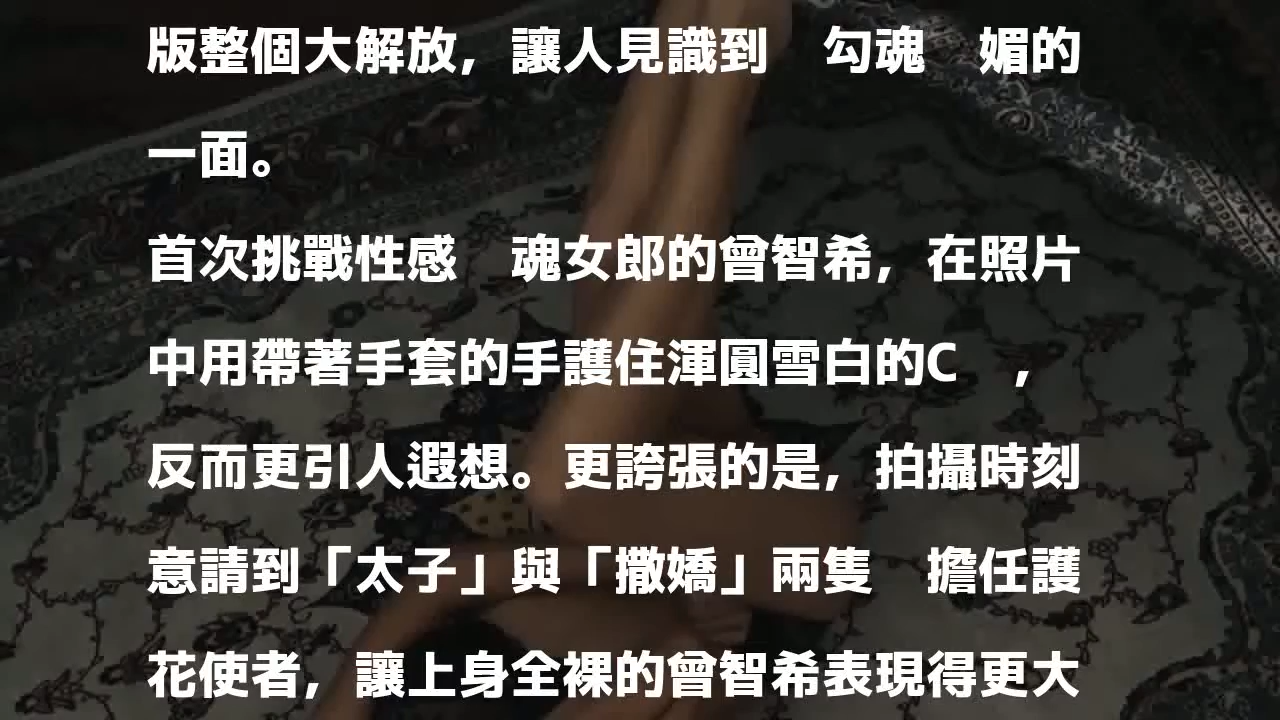 版整個大解放，讓人見識到　勾魂　媚的
一面。
首次挑戰性感　魂女郎的曾智希，在照片
中用帶著手套的手護住渾圓雪白的C　，
反而更引人遐想。更誇張的是，拍攝時刻
意請到「太子」與「撒嬌」兩隻　擔任護
花使者，讓上身全裸的曾智希表現得更大